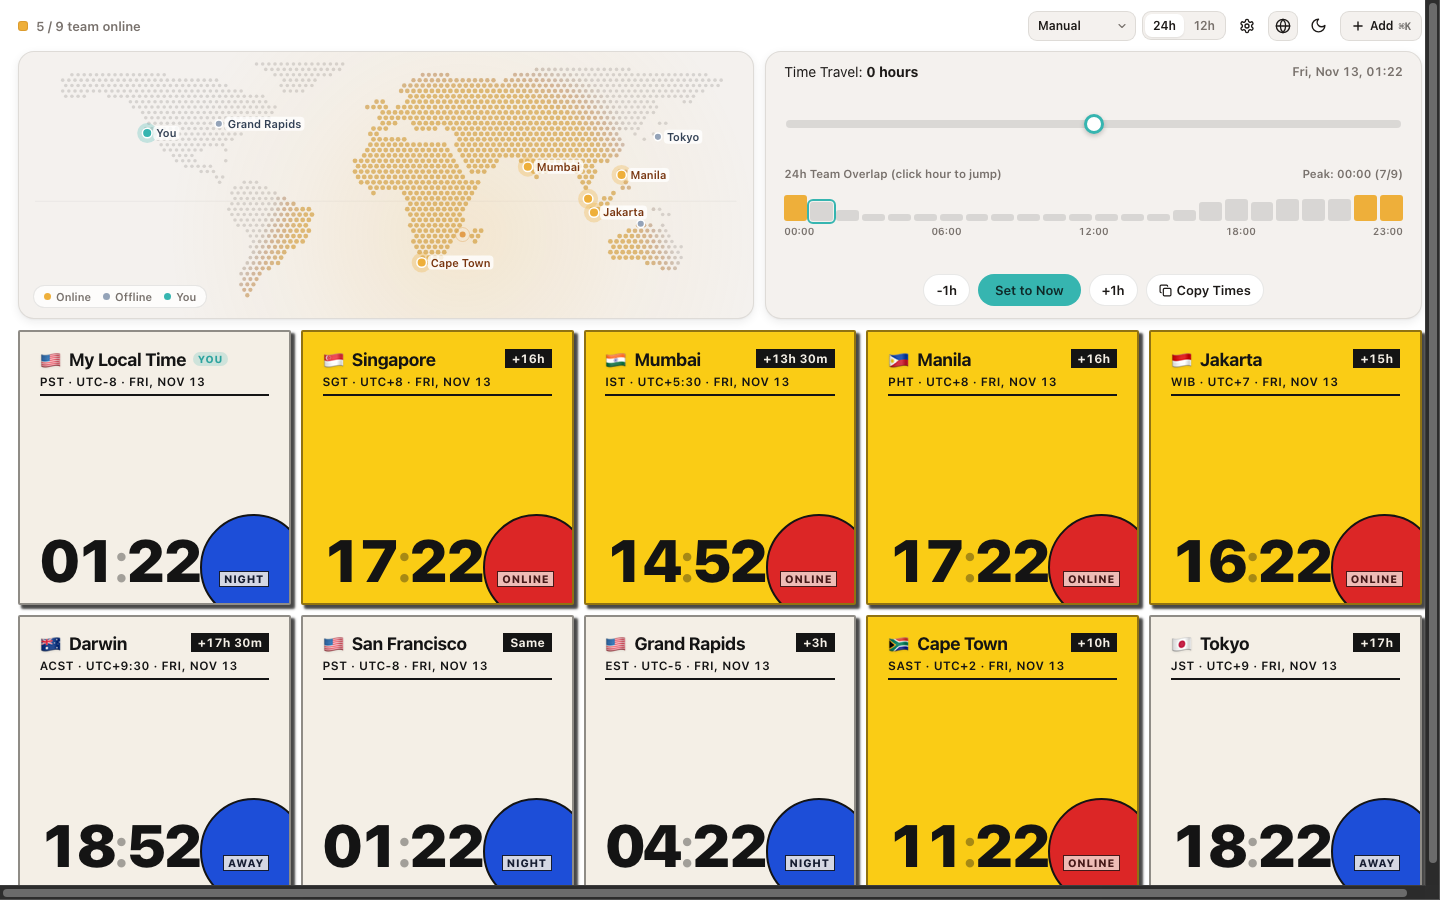 5 / 9 team online
Manual
24h 12h
Add ⌘K
You
Grand Rapids
Tokyo
Mumbai
Manila
Jakarta
Cape Town
Online Offline You
Time Travel: 0 hours
Fri, Nov 13, 01:22
24h Team Overlap (click hour to jump)
Peak: 00:00 (7/9)
00:00 06:00 12:00 18:00 23:00
-1h Set to Now +1h Copy Times
My Local Time YOU
PST · UTC-8 · FRI, NOV 13
01:22
NIGHT
Singapore +16h
SGT · UTC+8 · FRI, NOV 13
17:22
ONLINE
Mumbai +13h 30m
IST · UTC+5:30 · FRI, NOV 13
14:52
ONLINE
Manila +16h
PHT · UTC+8 · FRI, NOV 13
17:22
ONLINE
Jakarta +15h
WIB · UTC+7 · FRI, NOV 13
16:22
ONLINE
Darwin +17h 30m
ACST · UTC+9:30 · FRI, NOV 13
18:52
AWAY
San Francisco Same
PST · UTC-8 · FRI, NOV 13
01:22
NIGHT
Grand Rapids +3h
EST · UTC-5 · FRI, NOV 13
04:22
NIGHT
Cape Town +10h
SAST · UTC+2 · FRI, NOV 13
11:22
ONLINE
Tokyo +17h
JST · UTC+9 · FRI, NOV 13
18:22
AWAY